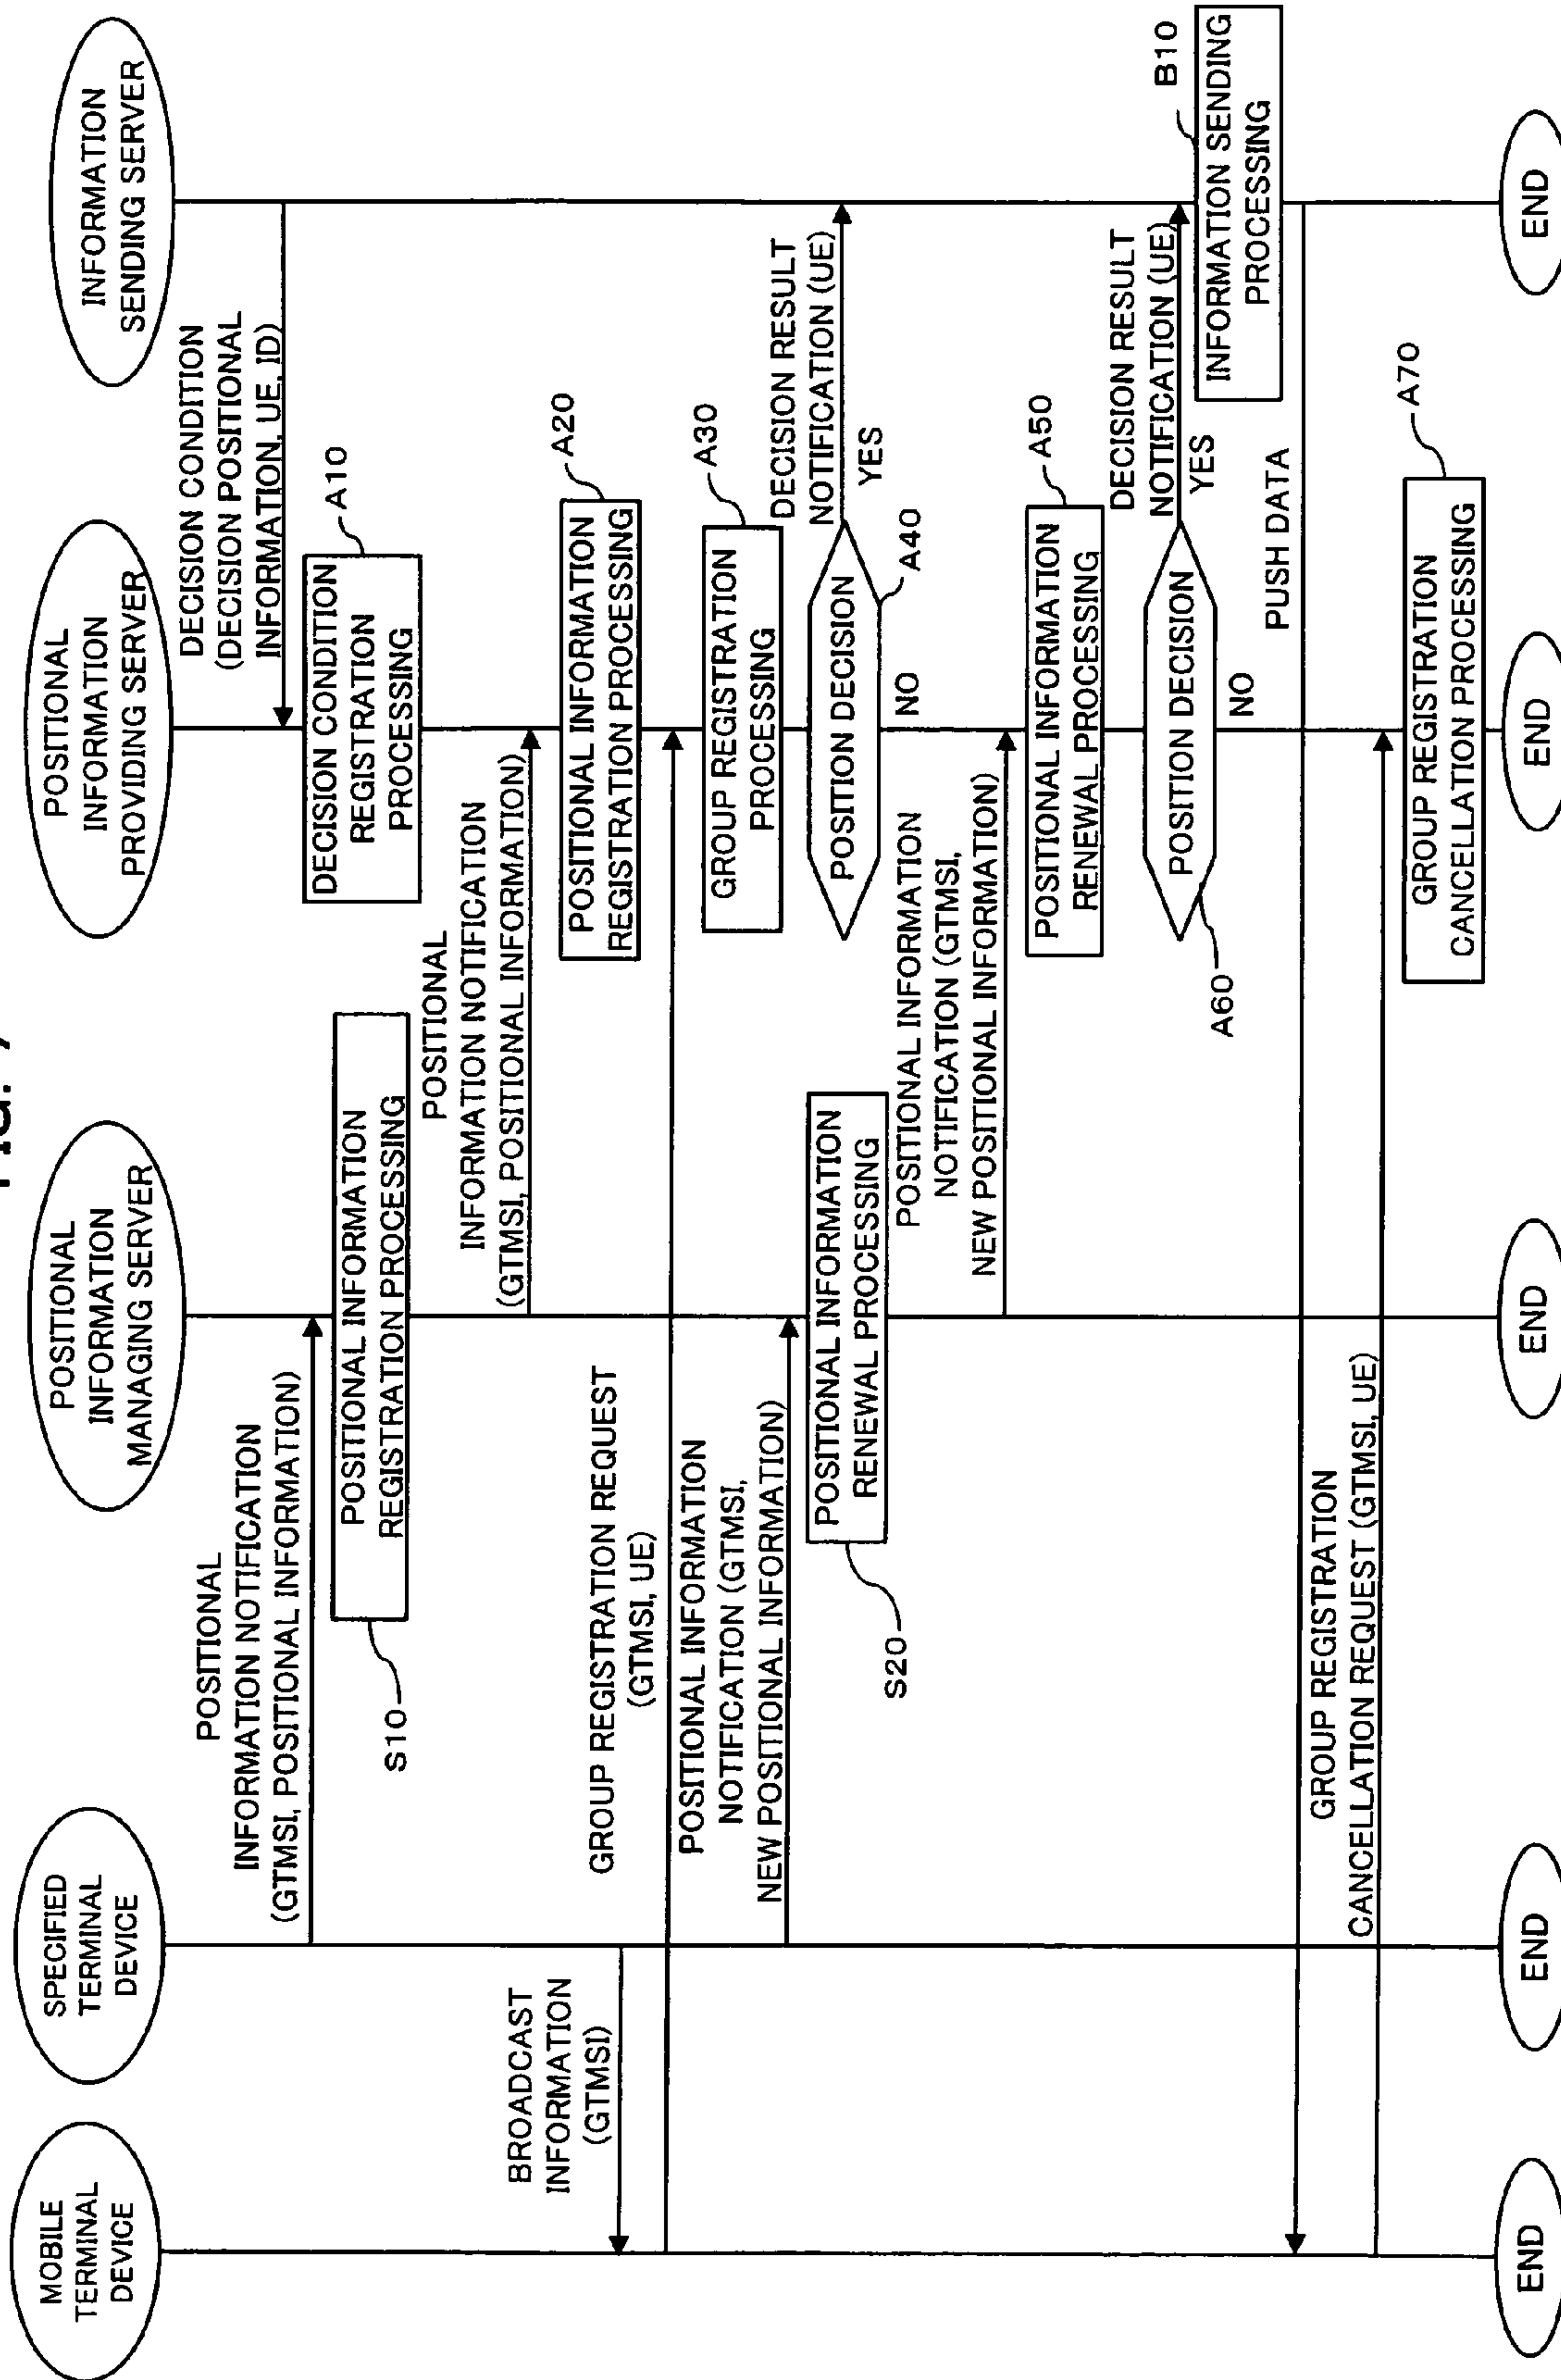 FIG. 7
MOBILE
TERMINAL
DEVICE
SPECIFIED
TERMINAL
DEVICE
POSITIONAL
INFORMATION
MANAGING SERVER
POSITIONAL
INFORMATION
PROVIDING SERVER
INFORMATION
SENDING SERVER
DECISION CONDITION
(DECISION POSITIONAL
INFORMATION, UE, ID)
DECISION CONDITION
REGISTRATION
PROCESSING
A10
POSITIONAL
INFORMATION NOTIFICATION
(GTMSI, POSITIONAL INFORMATION)
POSITIONAL INFORMATION
REGISTRATION PROCESSING
S10
POSITIONAL
INFORMATION NOTIFICATION
(GTMSI, POSITIONAL INFORMATION)
POSITIONAL INFORMATION
REGISTRATION PROCESSING
A20
BROADCAST
INFORMATION
(GTMSI)
GROUP REGISTRATION REQUEST
(GTMSI, UE)
GROUP REGISTRATION
PROCESSING
A30
POSITIONAL INFORMATION
NOTIFICATION (GTMSI,
NEW POSITIONAL INFORMATION)
POSITIONAL INFORMATION
RENEWAL PROCESSING
S20
POSITION DECISION
A40
DECISION RESULT
NOTIFICATION (UE)
YES
NO
POSITIONAL INFORMATION
NOTIFICATION (GTMSI,
NEW POSITIONAL INFORMATION)
POSITIONAL INFORMATION
RENEWAL PROCESSING
A50
POSITION DECISION
A60
DECISION RESULT
NOTIFICATION (UE)
YES
NO
B10
INFORMATION SENDING
PROCESSING
PUSH DATA
GROUP REGISTRATION
CANCELLATION REQUEST (GTMSI, UE)
GROUP REGISTRATION
CANCELLATION PROCESSING
A70
END
END
END
END
END